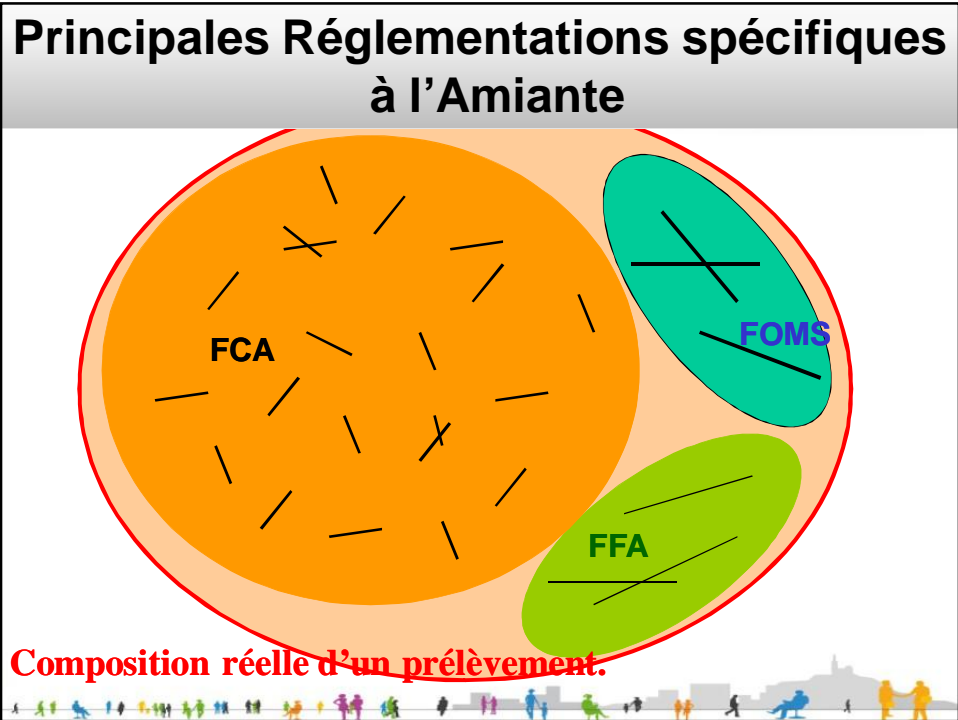 Principales Réglementations spécifiques
à l’Amiante
FCA
FOMS
FFA
Composition réelle d’un prélèvement.